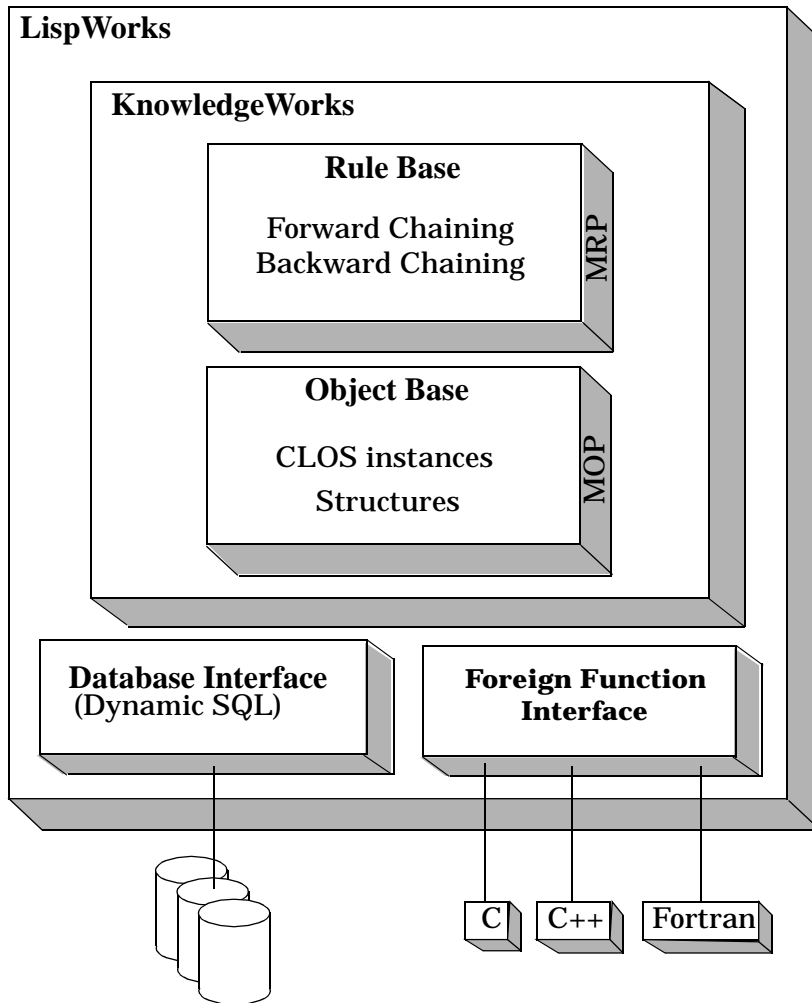 LispWorks
KnowledgeWorks
Rule Base
Forward Chaining
Backward Chaining
MRP
Object Base
CLOS instances
Structures
MOP
Database Interface
(Dynamic SQL)
Foreign Function
Interface
C
C++
Fortran